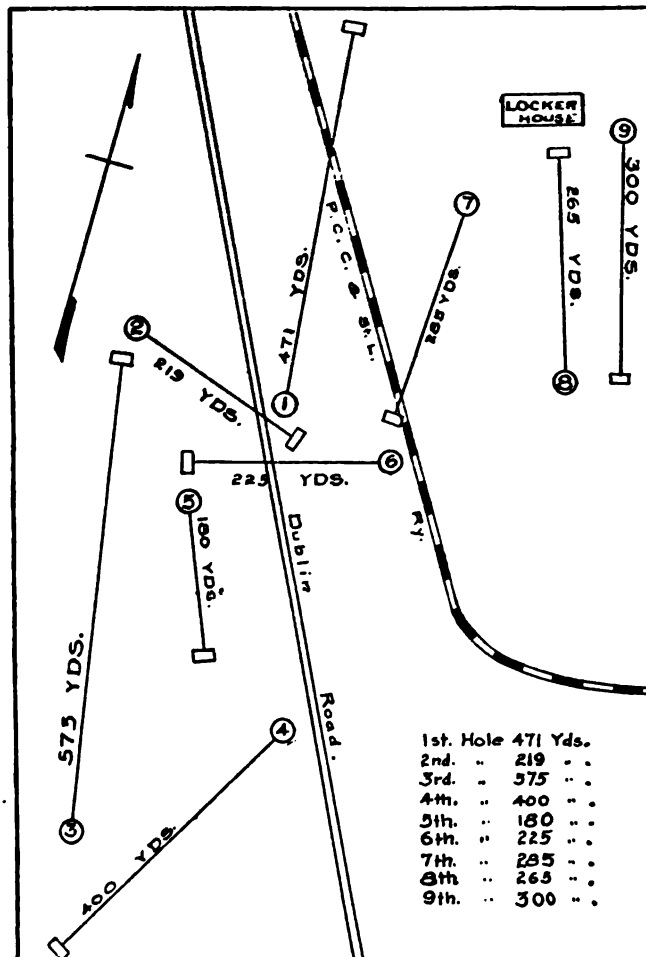 LOCKER
HOUSE
9
300 YDS.
265 YDS.
8
7
285 YDS.
P. C. C. & St. L.
Ry.
471 YDS.
1
2
219 YDS.
6
225 YDS.
5
180 YDS.
Dublin
Road.
575 YDS.
3
4
400 YDS.
1st. Hole 471 Yds.
2nd. " 219 " .
3rd. " 575 " .
4th. " 400 " .
5th. " 180 " .
6th. " 225 " .
7th. " 285 " .
8th " 265 " .
9th. " 300 " .